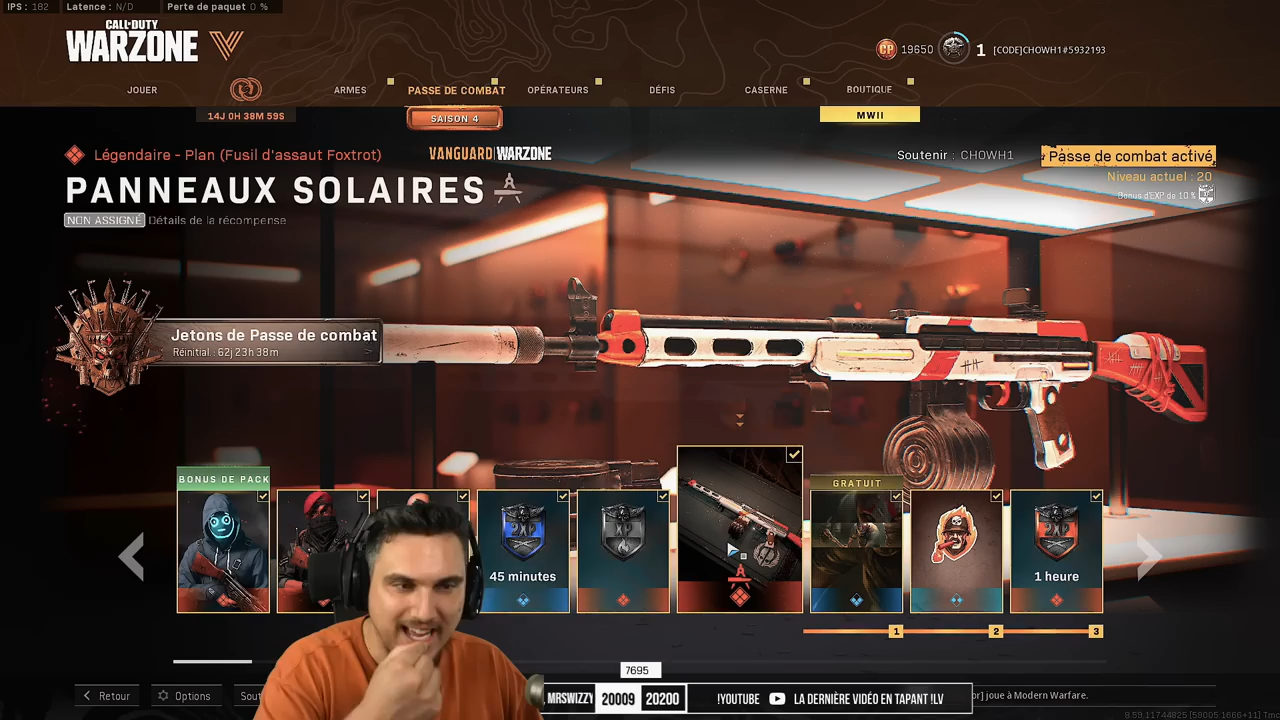 IPS : 182 Latence : N/D Perte de paquet 0 %
CALL·DUTY
WARZONE
19650 1 [CODE]CHOWH1#5932193
JOUER ARMES PASSE DE COMBAT OPÉRATEURS DÉFIS CASERNE BOUTIQUE
14J 0H 38M 59S SAISON 4 MWII
Légendaire - Plan (Fusil d'assaut Foxtrot) VANGUARD WARZONE
Soutenir : CHOWH1 Passe de combat activé
PANNEAUX SOLAIRES
Niveau actuel : 20
Bonus d'EXP de 10 %
NON ASSIGNÉ Détails de la récompense
Jetons de Passe de combat
Réinitial. : 62j 23h 38m
BONUS DE PACK GRATUIT
2XP XP 2XP
45 minutes 1 heure
1 2 3
7695
Retour Options Sout
MRSWIZZY 20009 20200 !YOUTUBE LA DERNIÈRE VIDÉO EN TAPANT !LV
joue à Modern Warfare.